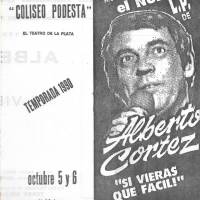 "COLISEO PODESTA"
EL TEATRO DE LA PLATA
TEMPORADA 1990
octubre 5 y 6
el
L.P.
DE
Alberto
Cortez
"SI VIERAS
QUE FACIL!"